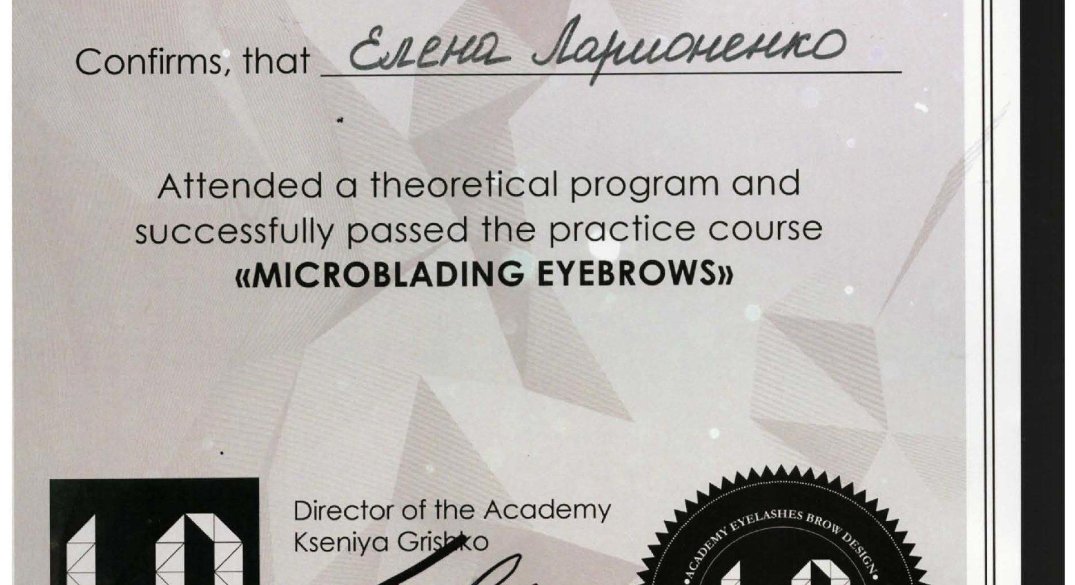 Confirms, that Елена Ларионенко
Attended a theoretical program and
successfully passed the practice course
«MICROBLADING EYEBROWS»
Director of the Academy
Kseniya Grishko
•ACADEMY EYELASHES BROW DESIGN•